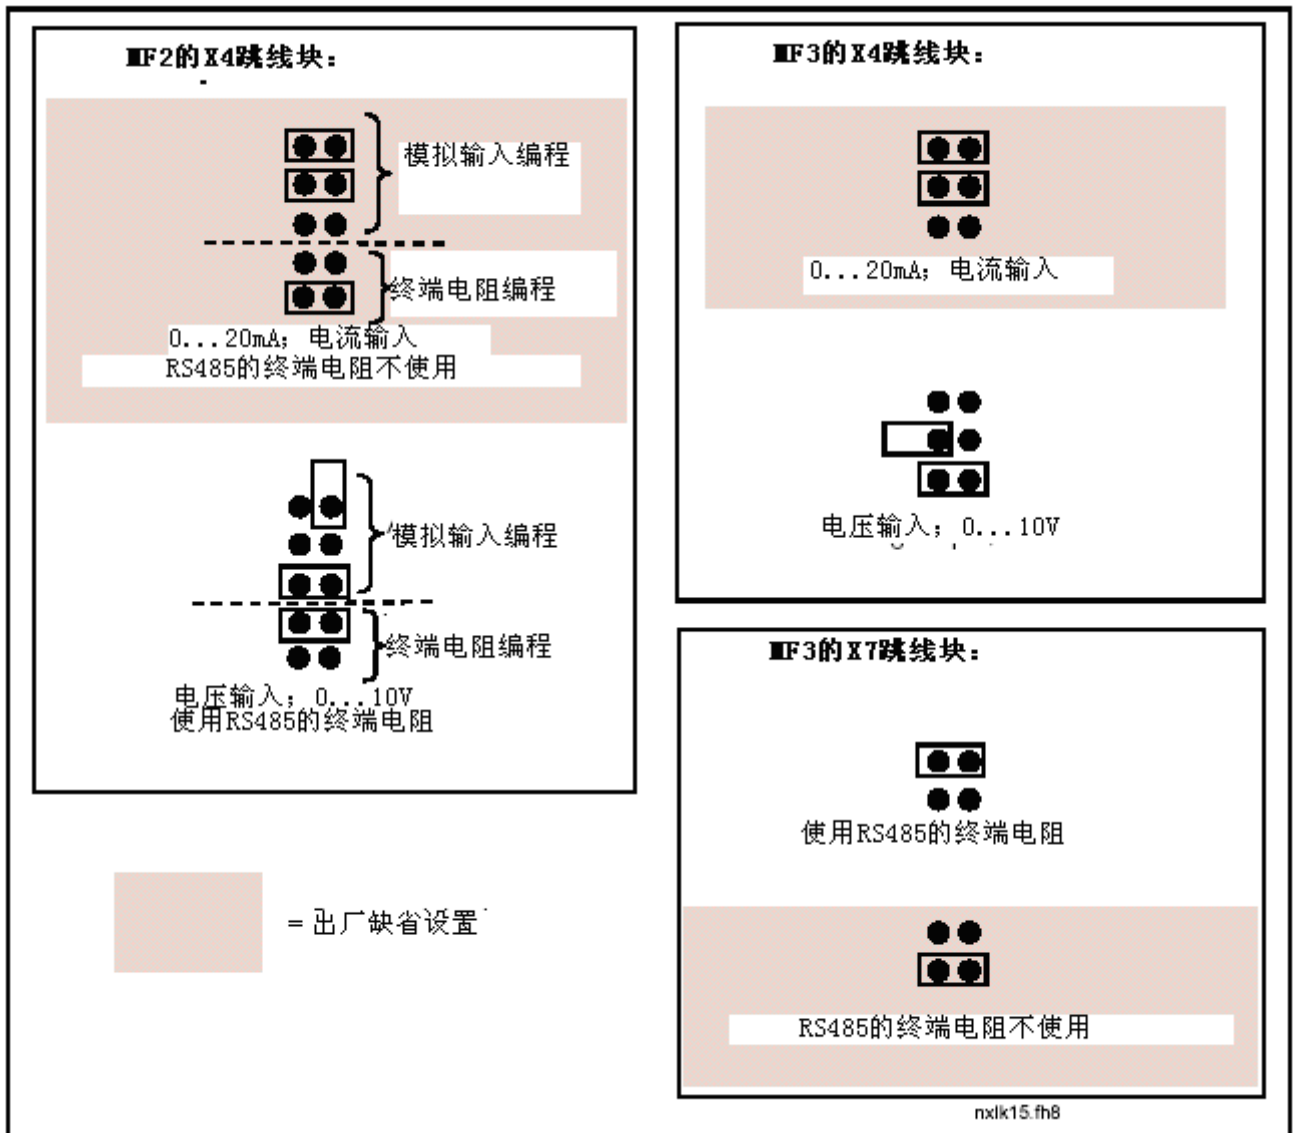 MF2的X4跳线块：
模拟输入编程
终端电阻编程
0...20mA；电流输入
RS485的终端电阻不使用
模拟输入编程
终端电阻编程
电压输入；0...10V
使用RS485的终端电阻
= 出厂缺省设置
MF3的X4跳线块：
0...20mA；电流输入
电压输入；0...10V
MF3的X7跳线块：
使用RS485的终端电阻
RS485的终端电阻不使用
nxlk15.fh8